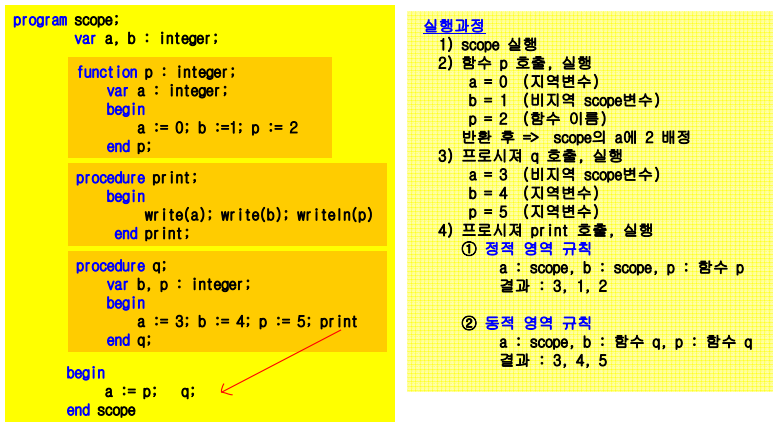 program scope;
var a, b : integer;
function p : integer;
var a : integer;
begin
a := 0; b :=1; p := 2
end p;
procedure print;
begin
write(a); write(b); writeln(p)
end print;
procedure q;
var b, p : integer;
begin
a := 3; b := 4; p := 5; print
end q;
begin
a := p; q;
end scope
실행과정
1) scope 실행
2) 함수 p 호출, 실행
a = 0 (지역변수)
b = 1 (비지역 scope변수)
p = 2 (함수 이름)
반환 후 => scope의 a에 2 배정
3) 프로시져 q 호출, 실행
a = 3 (비지역 scope변수)
b = 4 (지역변수)
p = 5 (지역변수)
4) 프로시져 print 호출, 실행
① 정적 영역 규칙
a : scope, b : scope, p : 함수 p
결과 : 3, 1, 2
② 동적 영역 규칙
a : scope, b : 함수 q, p : 함수 q
결과 : 3, 4, 5